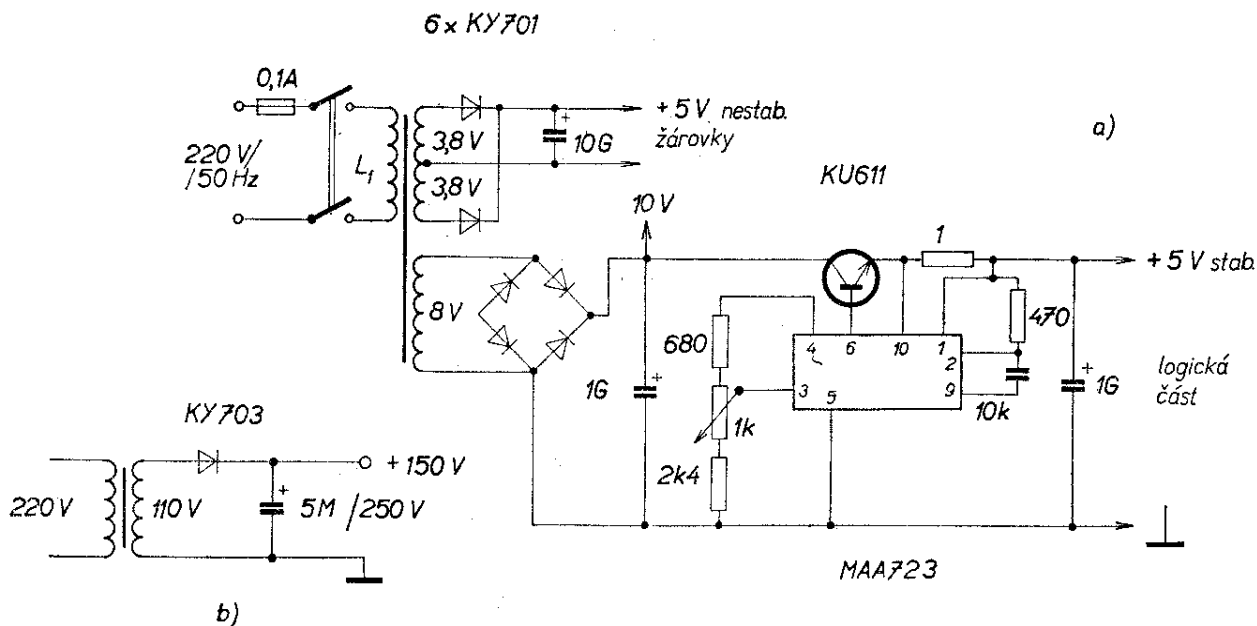 6x KY701
0,1A
220 V/
/50 Hz
L1
3,8 V
3,8 V
10G
+ 5 V nestab.
žárovky
a)
KU611
10 V
1
+ 5 V stab.
8 V
680
4
6
10
1
470
2
3
5
9
1G
1k
10k
1G
logická
část
2k4
KY703
220 V
110 V
+ 150 V
5M / 250 V
MAA723
b)